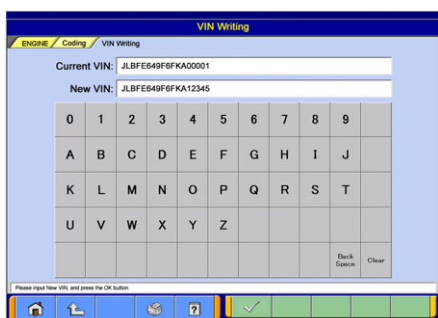 VIN Writing
ENGINE Coding VIN Writing
Current VIN: JLBFE649F6FKA00001
New VIN: JLBFE649F6FKA12345
0 1 2 3 4 5 6 7 8 9
A B C D E F G H I J
K L M N O P Q R S T
U V W X Y Z
Back Space Clear
Please input New VIN, and press the OK button.
?